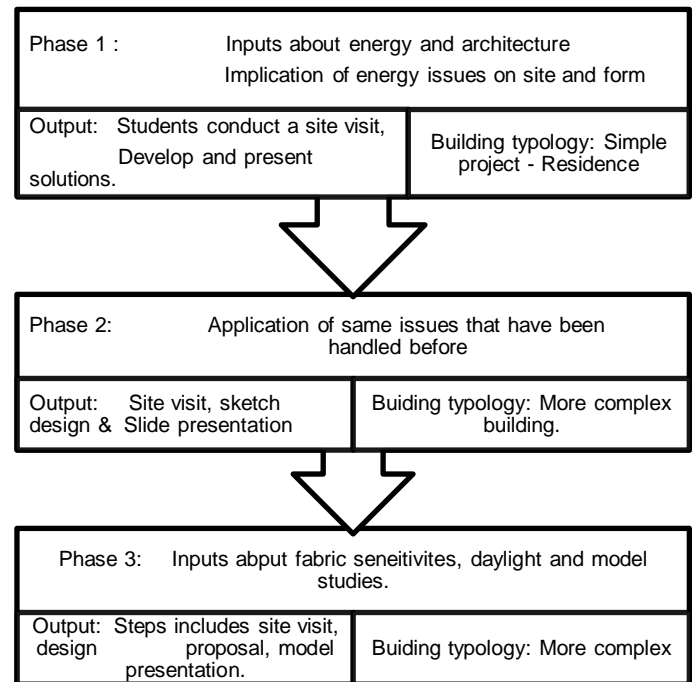 Phase 1 : Inputs about energy and architecture
Implication of energy issues on site and form
Output: Students conduct a site visit,
Develop and present
solutions.
Building typology: Simple
project - Residence
Phase 2: Application of same issues that have been
handled before
Output: Site visit, sketch
design & Slide presentation
Buiding typology: More complex
building.
Phase 3: Inputs abput fabric seneitivites, daylight and model
studies.
Output: Steps includes site visit,
design proposal, model
presentation.
Buiding typology: More complex